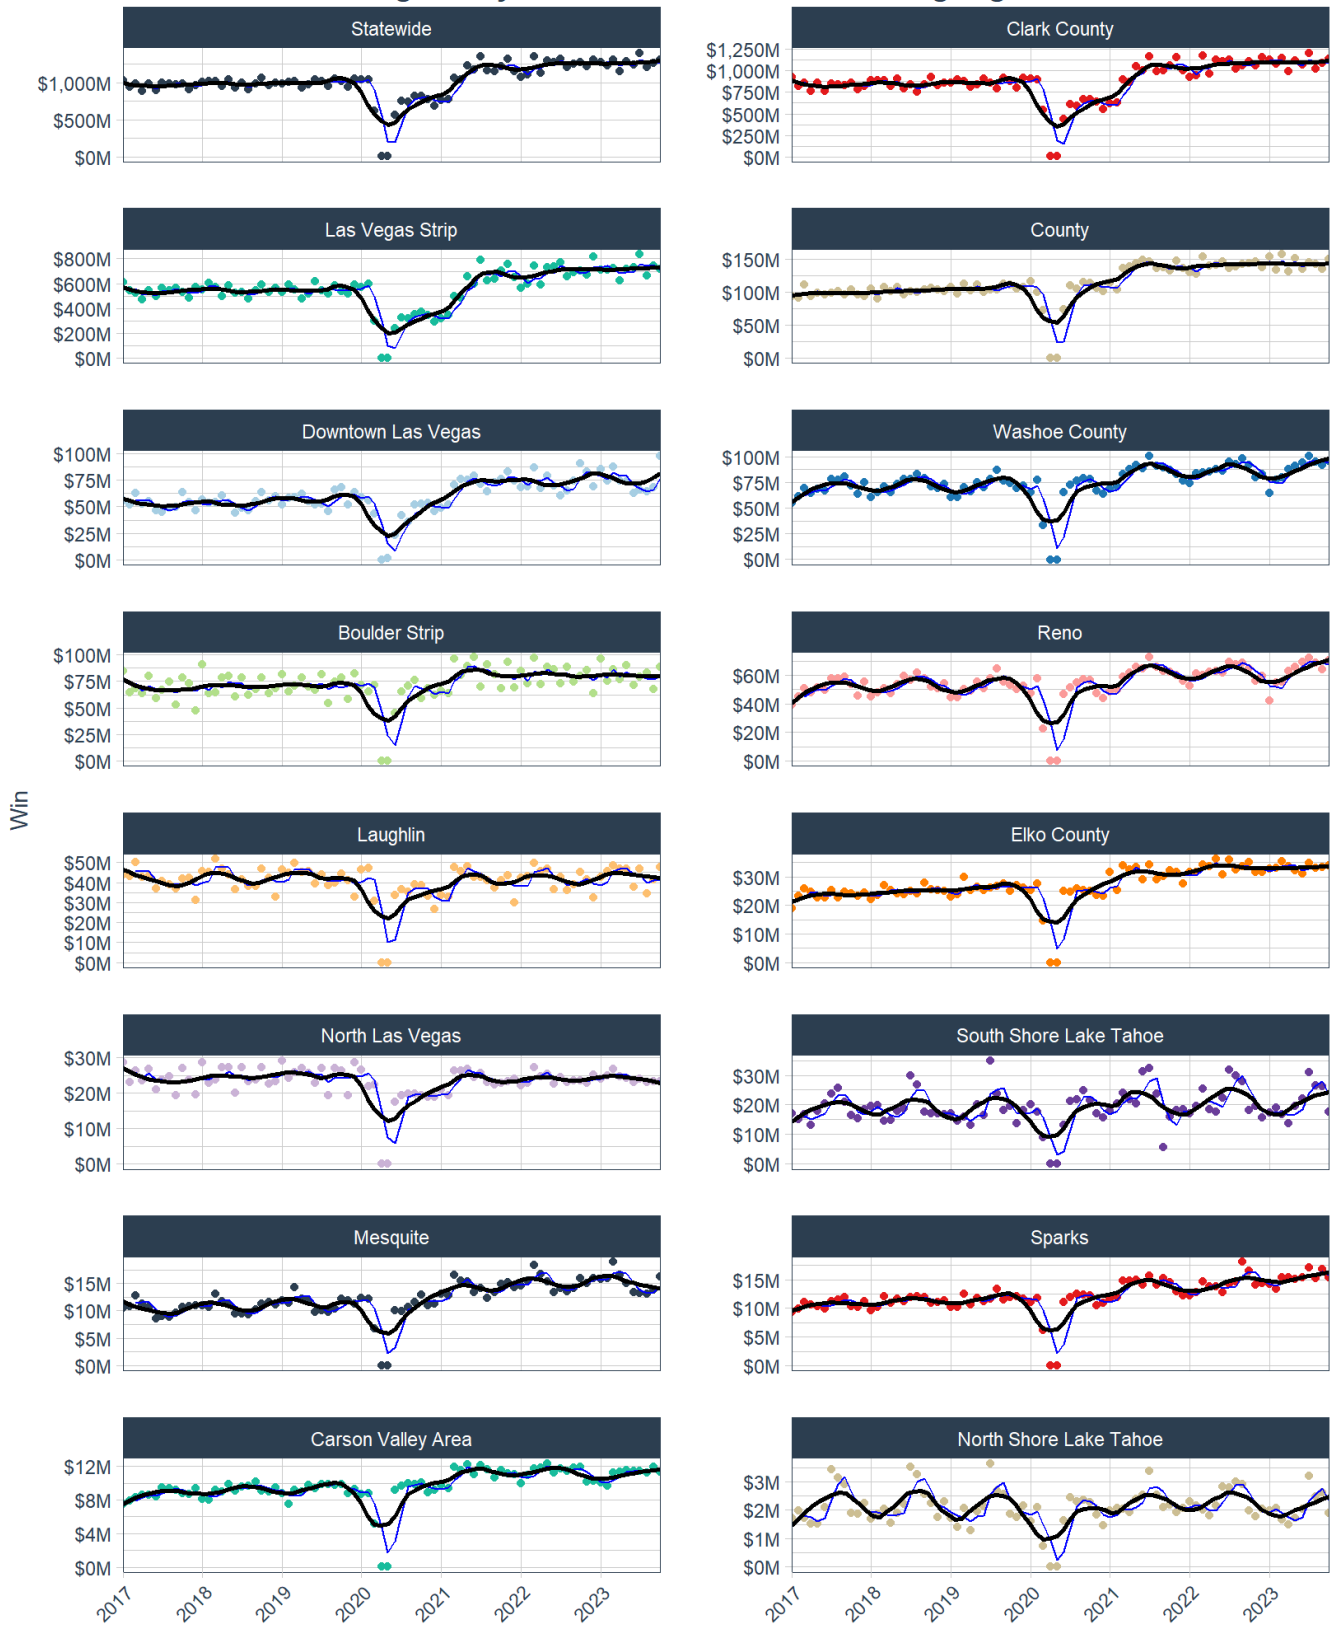 Statewide
$1,000M
$500M
$0M
Clark County
$1,250M
$1,000M
$750M
$500M
$250M
$0M
Las Vegas Strip
$800M
$600M
$400M
$200M
$0M
County
$150M
$100M
$50M
$0M
Downtown Las Vegas
$100M
$75M
$50M
$25M
$0M
Washoe County
$100M
$75M
$50M
$25M
$0M
Boulder Strip
$100M
$75M
$50M
$25M
$0M
Reno
$60M
$40M
$20M
$0M
Win
Laughlin
$50M
$40M
$30M
$20M
$10M
$0M
Elko County
$30M
$20M
$10M
$0M
North Las Vegas
$30M
$20M
$10M
$0M
South Shore Lake Tahoe
$30M
$20M
$10M
$0M
Mesquite
$15M
$10M
$5M
$0M
Sparks
$15M
$10M
$5M
$0M
Carson Valley Area
$12M
$8M
$4M
$0M
North Shore Lake Tahoe
$3M
$2M
$1M
$0M
2017 2018 2019 2020 2021 2022 2023
2017 2018 2019 2020 2021 2022 2023